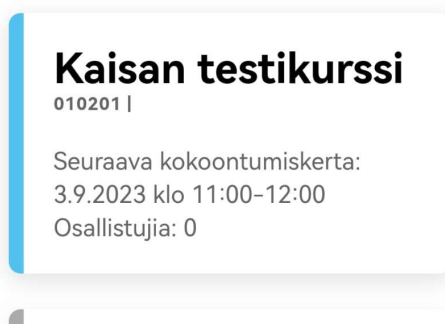 Kaisan testikurssi
010201 |
Seuraava kokoontumiskerta:
3.9.2023 klo 11:00-12:00
Osallistujia: 0